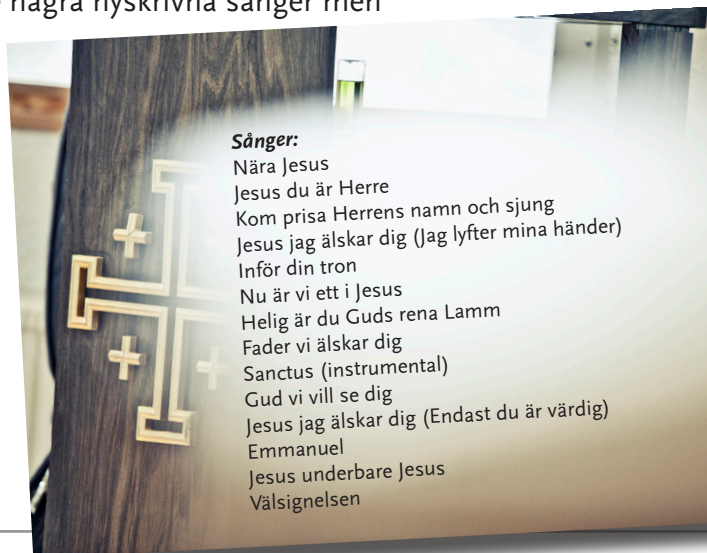 några nyskrivna sånger men
Sånger:
Nära Jesus
Jesus du är Herre
Kom prisa Herrens namn och sjung
Jesus jag älskar dig (Jag lyfter mina händer)
Inför din tron
Nu är vi ett i Jesus
Helig är du Guds rena Lamm
Fader vi älskar dig
Sanctus (instrumental)
Gud vi vill se dig
Jesus jag älskar dig (Endast du är värdig)
Emmanuel
Jesus underbare Jesus
Välsignelsen